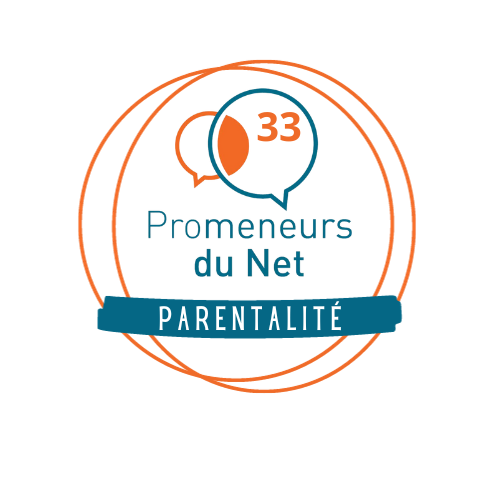 33
Promeneurs
du Net
PARENTALITÉ